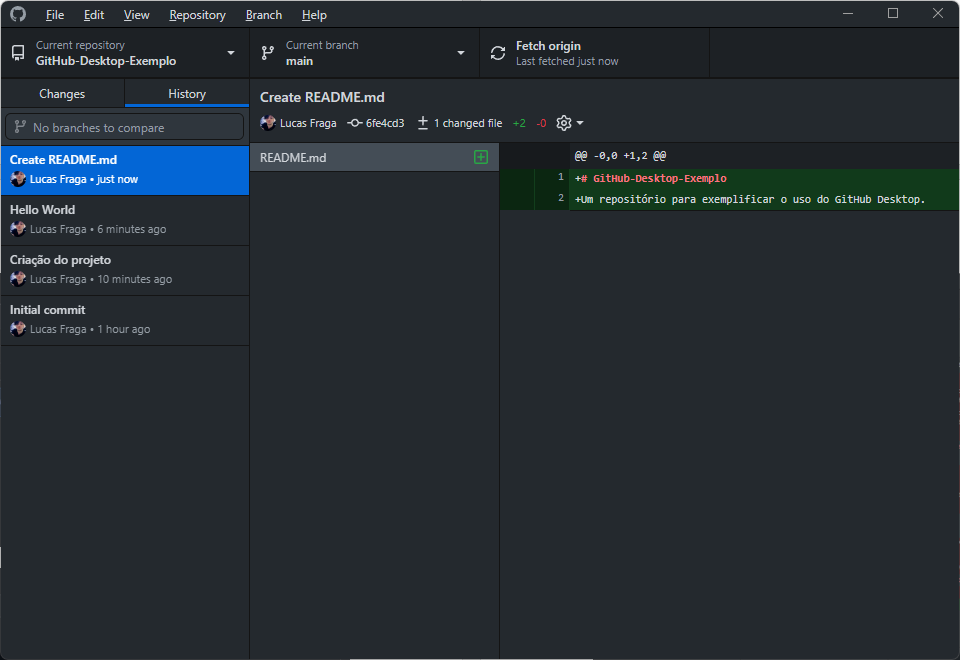 File Edit View Repository Branch Help
Current repository
GitHub-Desktop-Exemplo
Current branch
main
Fetch origin
Last fetched just now
Changes
History
No branches to compare
Create README.md
Lucas Fraga • just now
Hello World
Lucas Fraga • 6 minutes ago
Criação do projeto
Lucas Fraga • 10 minutes ago
Initial commit
Lucas Fraga • 1 hour ago
Create README.md
Lucas Fraga 6fe4cd3 1 changed file +2 -0
README.md
@@ -0,0 +1,2 @@
1 +# GitHub-Desktop-Exemplo
2 +Um repositório para exemplificar o uso do GitHub Desktop.